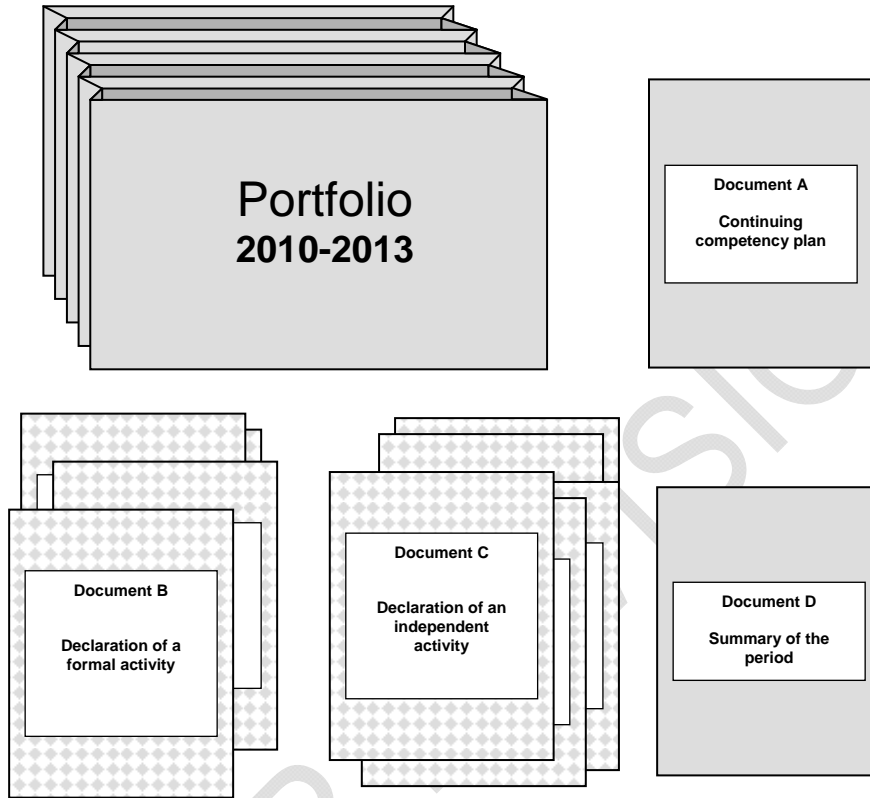 Portfolio
2010-2013
Document A
Continuing
competency plan
Document B
Declaration of a
formal activity
Document C
Declaration of an
independent
activity
Document D
Summary of the
period